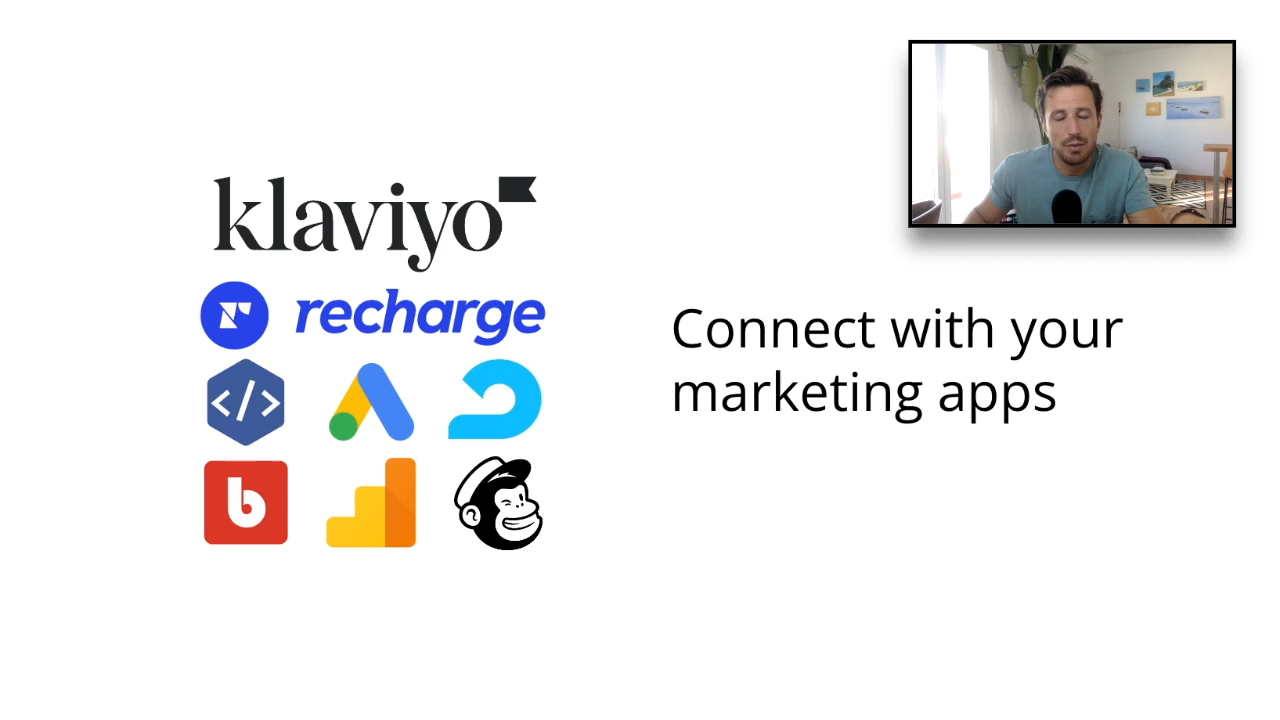 klaviyo
recharge
</>
b
Connect with your
marketing apps